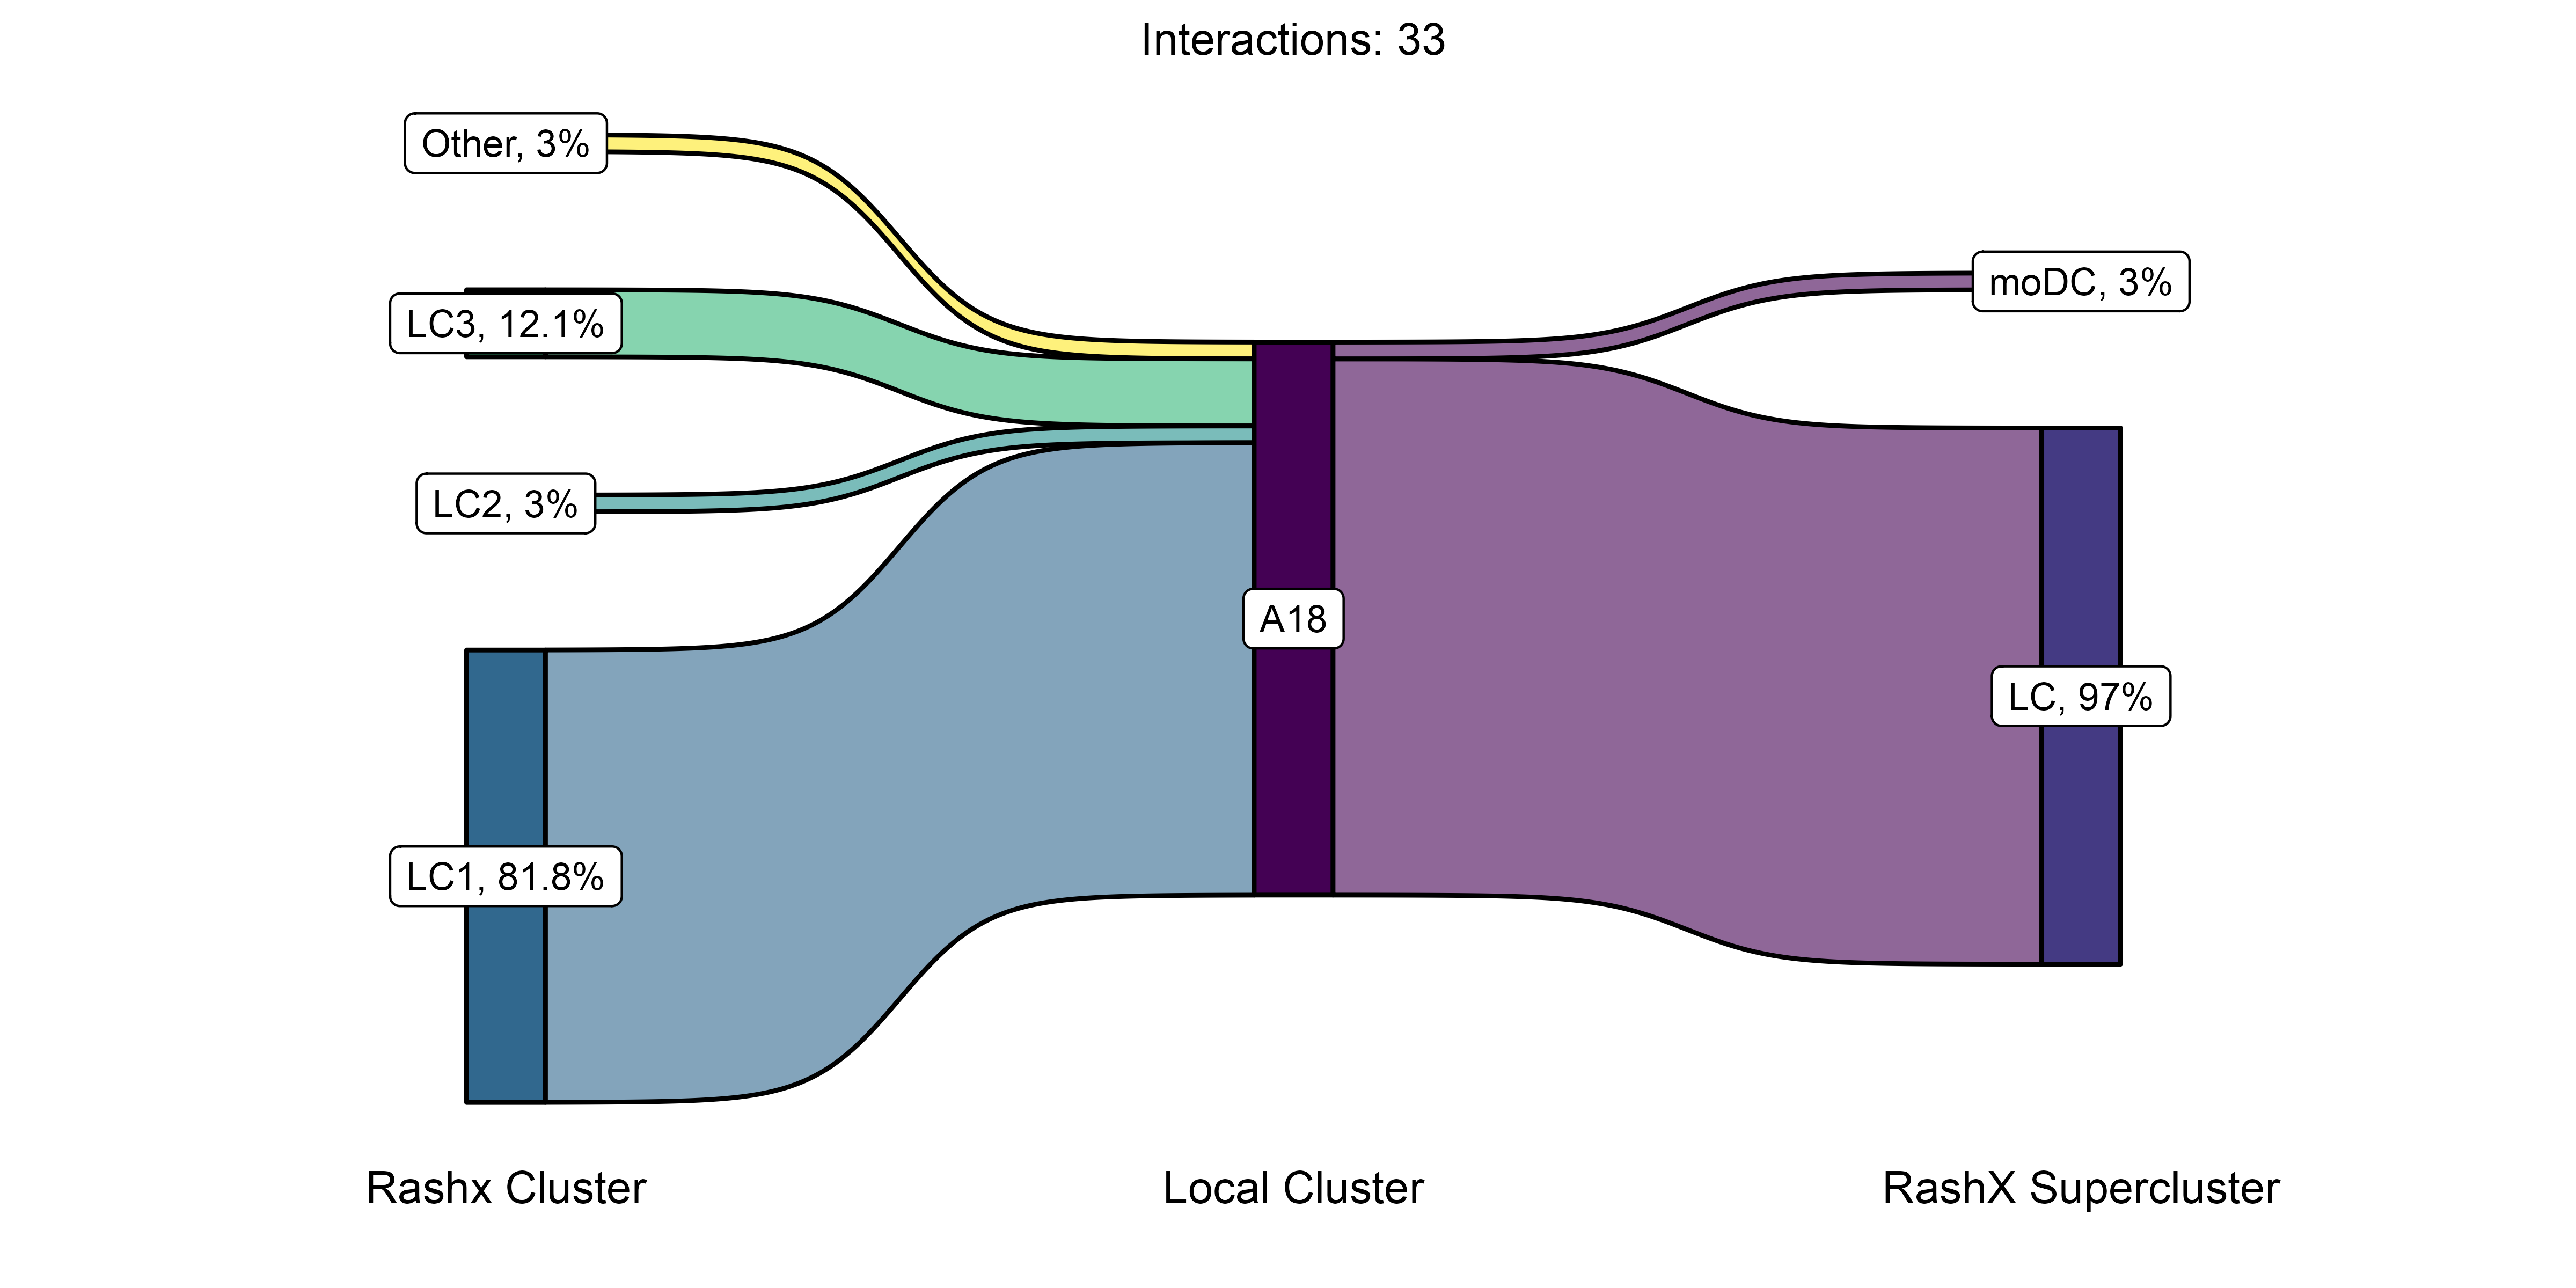 Interactions: 33
Other, 3%
moDC, 3%
LC3, 12.1%
LC2, 3%
A18
LC, 97%
LC1, 81.8%
Rashx Cluster
Local Cluster
RashX Supercluster